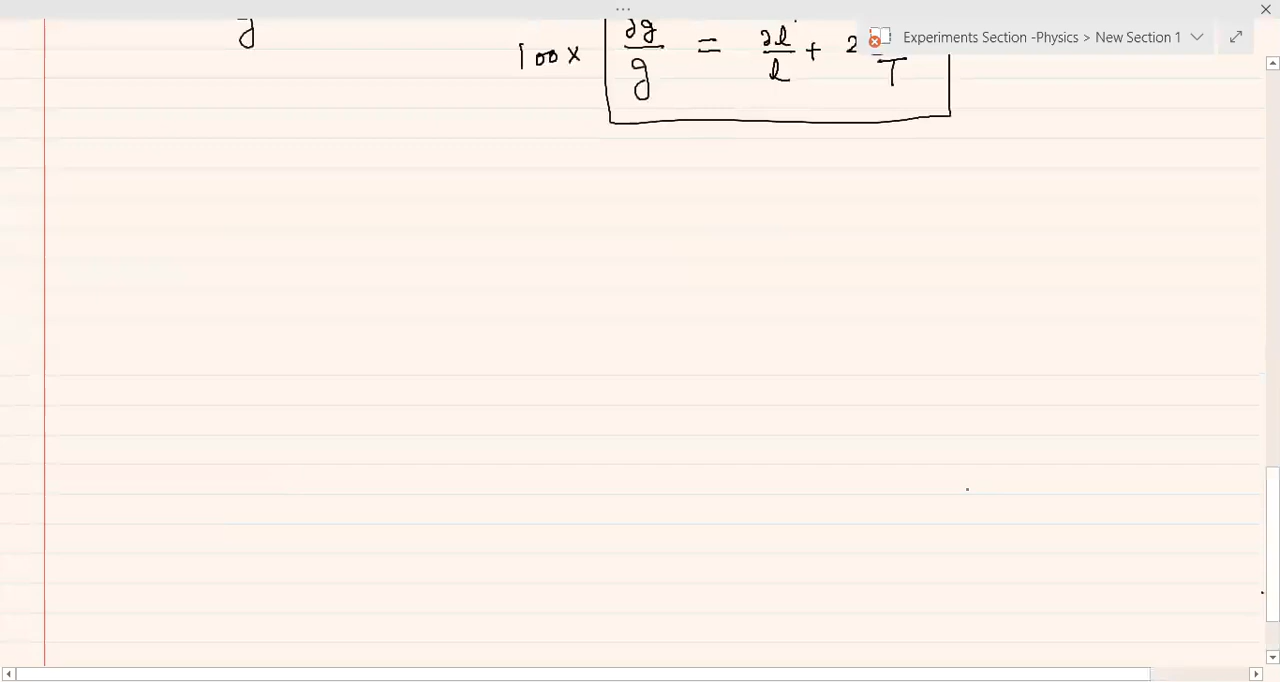 ...
Experiments Section -Physics > New Section 1
g
100 x ∂g/g = ∂l/l + 2 /T